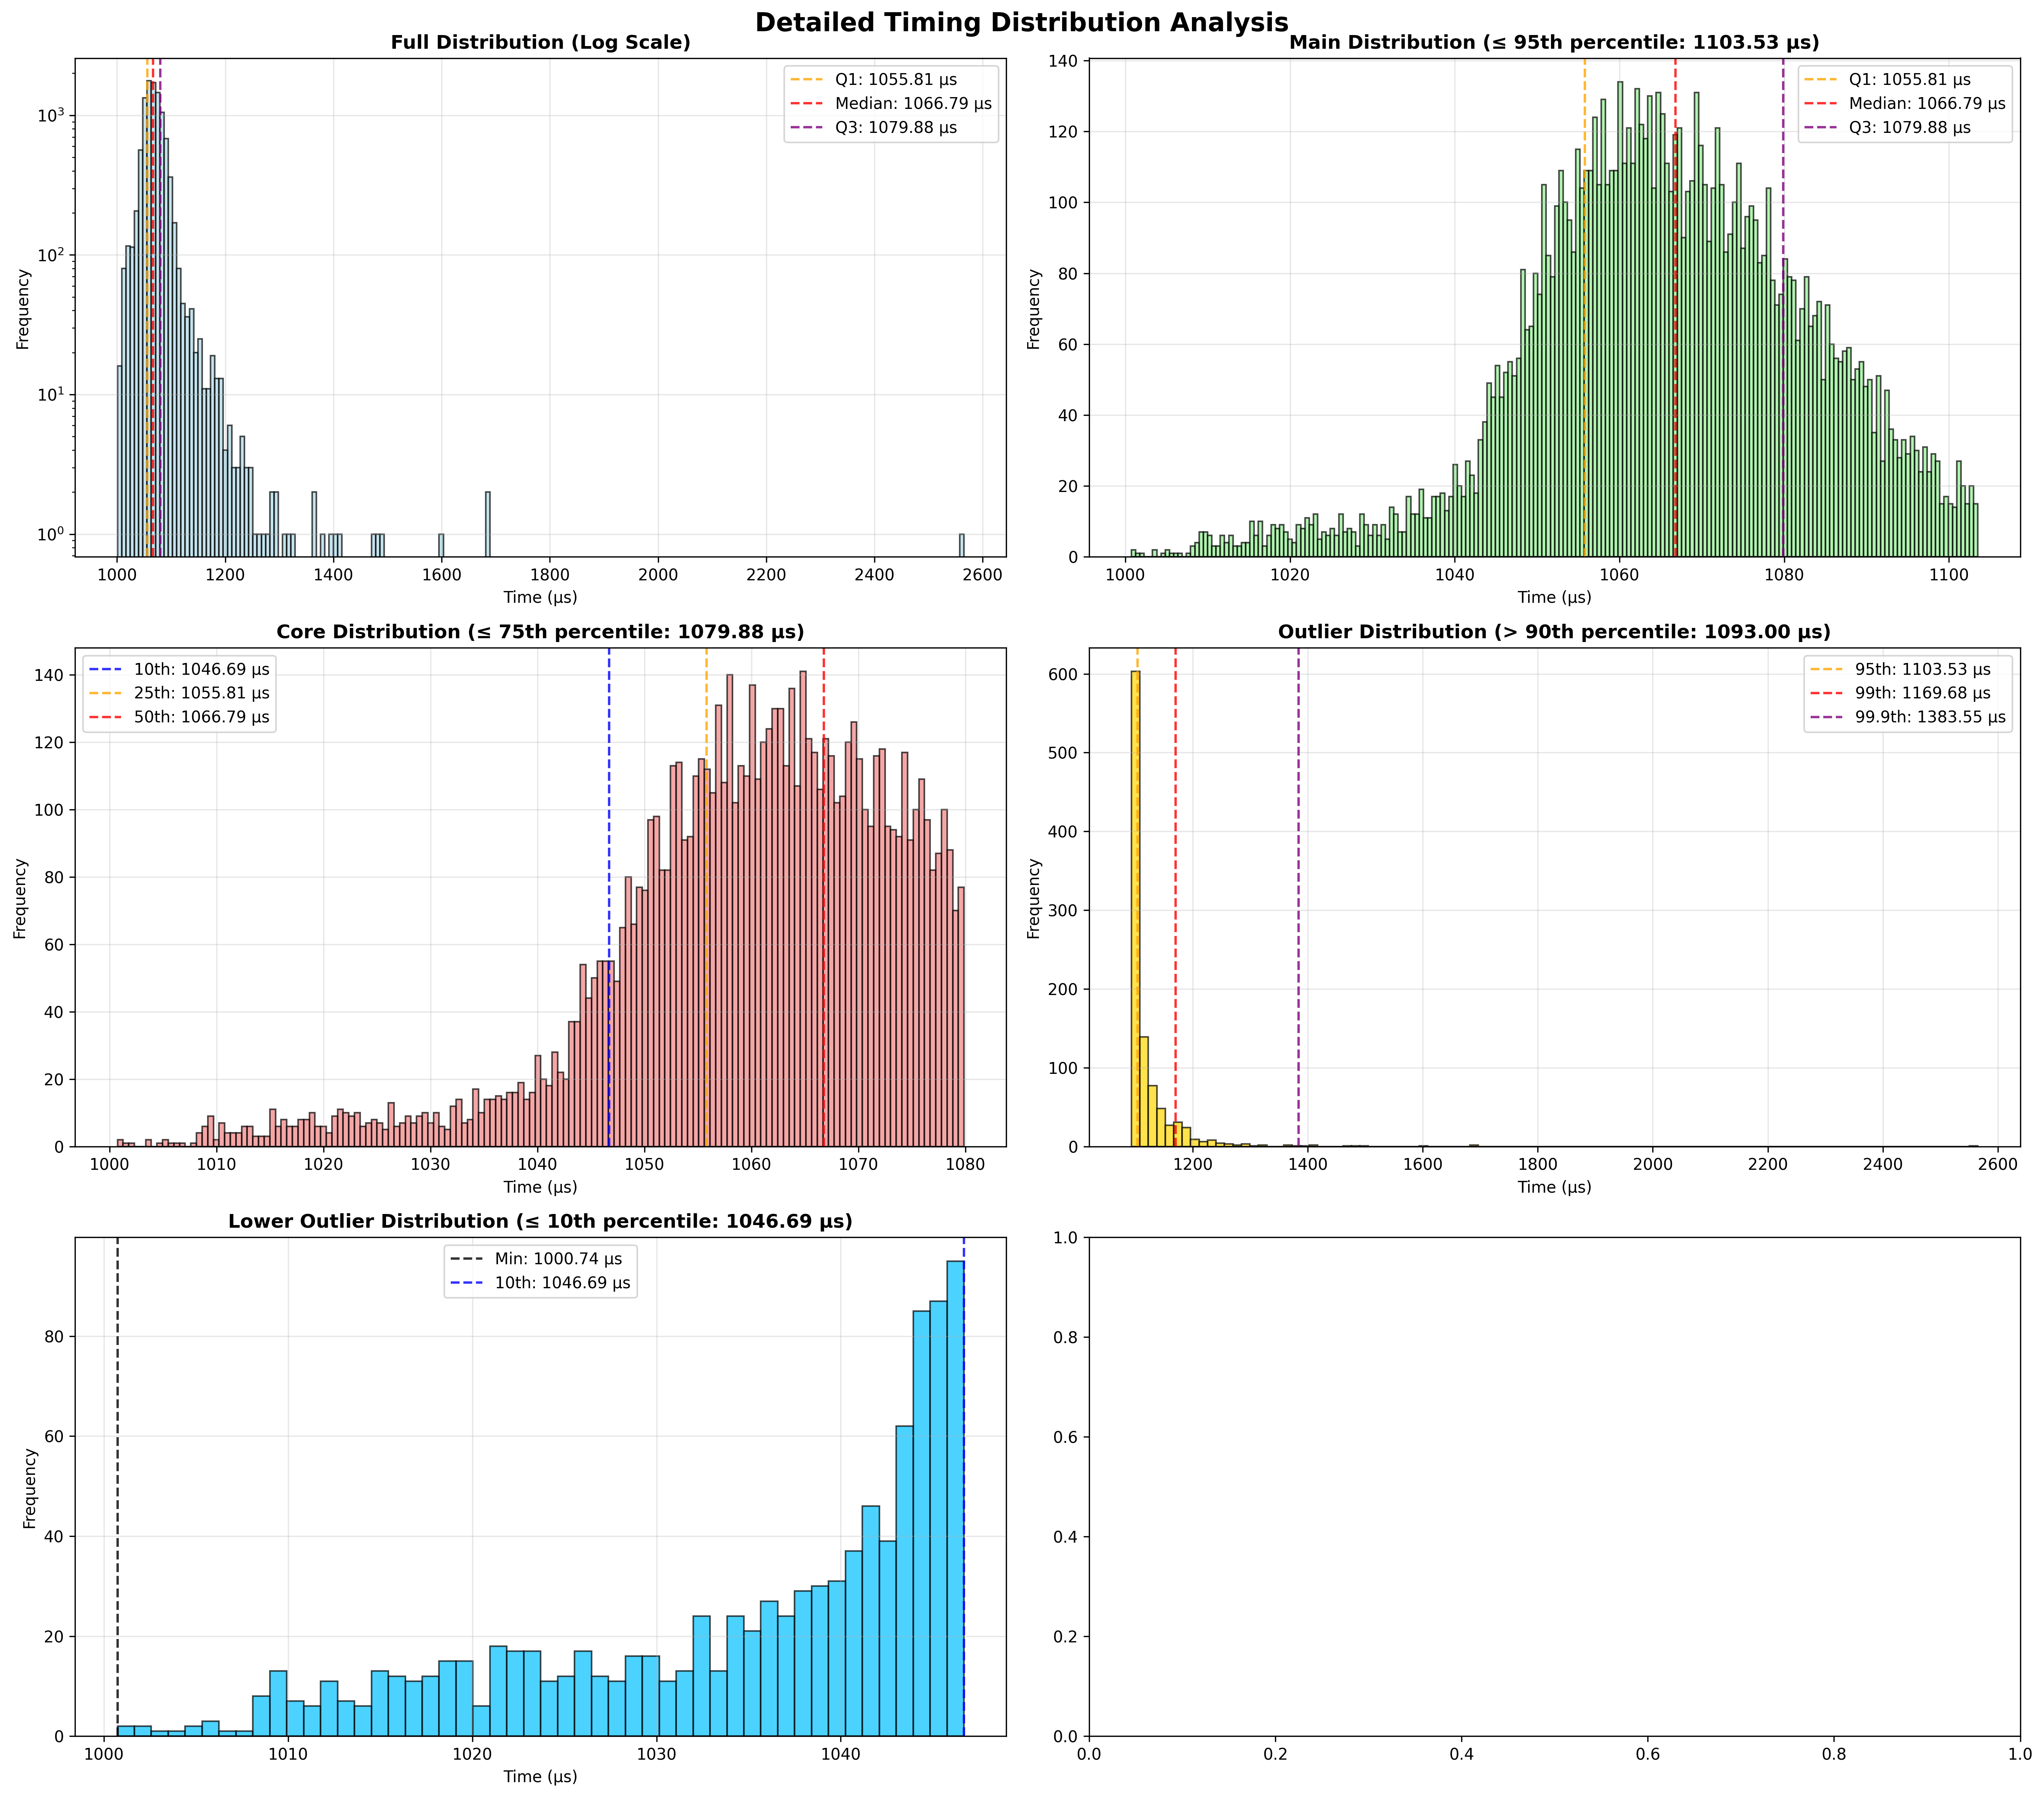 Detailed Timing Distribution Analysis
Full Distribution (Log Scale)
Frequency
10³
10²
10¹
10⁰
Q1: 1055.81 µs
Median: 1066.79 µs
Q3: 1079.88 µs
1000 1200 1400 1600 1800 2000 2200 2400 2600
Time (µs)
Main Distribution (≤ 95th percentile: 1103.53 µs)
Frequency
140
120
100
80
60
40
20
0
Q1: 1055.81 µs
Median: 1066.79 µs
Q3: 1079.88 µs
1000 1020 1040 1060 1080 1100
Time (µs)
Core Distribution (≤ 75th percentile: 1079.88 µs)
Frequency
140
120
100
80
60
40
20
0
10th: 1046.69 µs
25th: 1055.81 µs
50th: 1066.79 µs
1000 1010 1020 1030 1040 1050 1060 1070 1080
Time (µs)
Outlier Distribution (> 90th percentile: 1093.00 µs)
Frequency
600
500
400
300
200
100
0
95th: 1103.53 µs
99th: 1169.68 µs
99.9th: 1383.55 µs
1200 1400 1600 1800 2000 2200 2400 2600
Time (µs)
Lower Outlier Distribution (≤ 10th percentile: 1046.69 µs)
Frequency
80
60
40
20
0
Min: 1000.74 µs
10th: 1046.69 µs
1000 1010 1020 1030 1040
Time (µs)
1.0
0.8
0.6
0.4
0.2
0.0
0.0 0.2 0.4 0.6 0.8 1.0